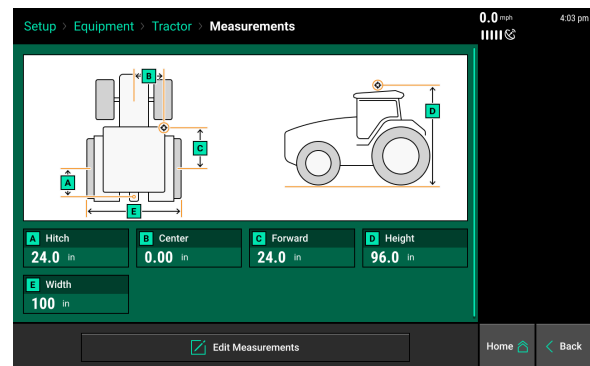 Setup > Equipment > Tractor > Measurements
0.0 mph
4:03 pm
B
D
C
A
E
A Hitch
24.0 in
B Center
0.00 in
C Forward
24.0 in
D Height
96.0 in
E Width
100 in
Edit Measurements
Home
< Back